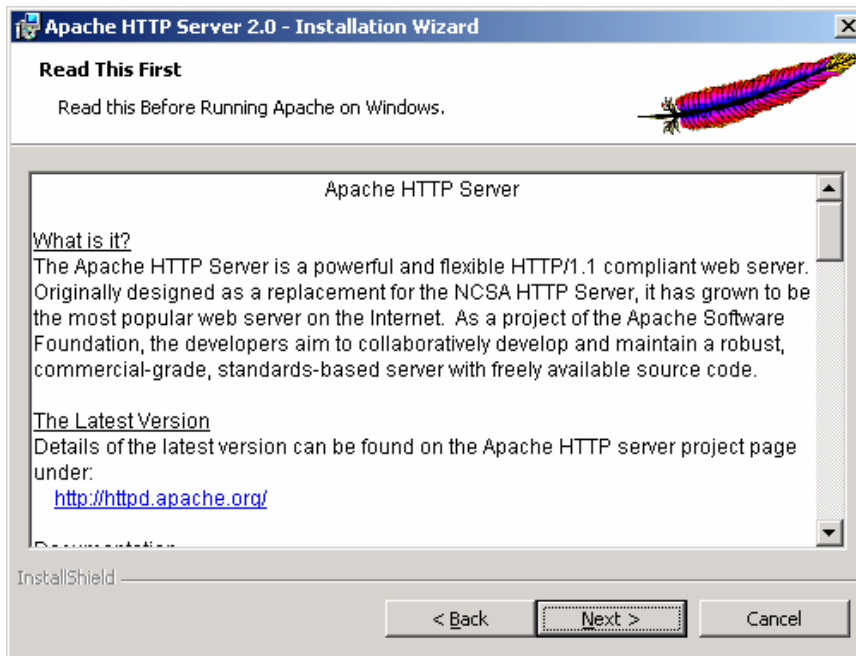 Apache HTTP Server 2.0 - Installation Wizard
Read This First
Read this Before Running Apache on Windows.
Apache HTTP Server
What is it?
The Apache HTTP Server is a powerful and flexible HTTP/1.1 compliant web server.
Originally designed as a replacement for the NCSA HTTP Server, it has grown to be
the most popular web server on the Internet.  As a project of the Apache Software
Foundation, the developers aim to collaboratively develop and maintain a robust,
commercial-grade, standards-based server with freely available source code.
The Latest Version
Details of the latest version can be found on the Apache HTTP server project page
under:
http://httpd.apache.org/
Documentation
InstallShield
< Back
Next >
Cancel